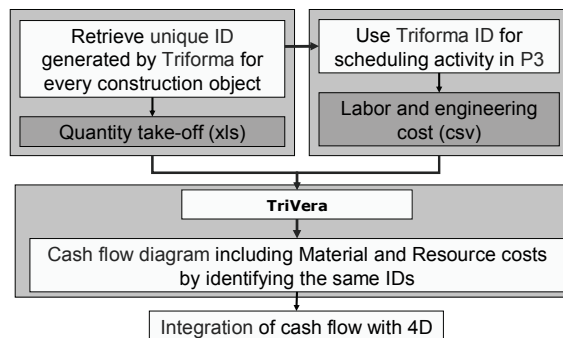 Retrieve unique ID
generated by Triforma for
every construction object
Use Triforma ID for
scheduling activity in P3
Quantity take-off (xls)
Labor and engineering
cost (csv)
TriVera
Cash flow diagram including Material and Resource costs
by identifying the same IDs
Integration of cash flow with 4D